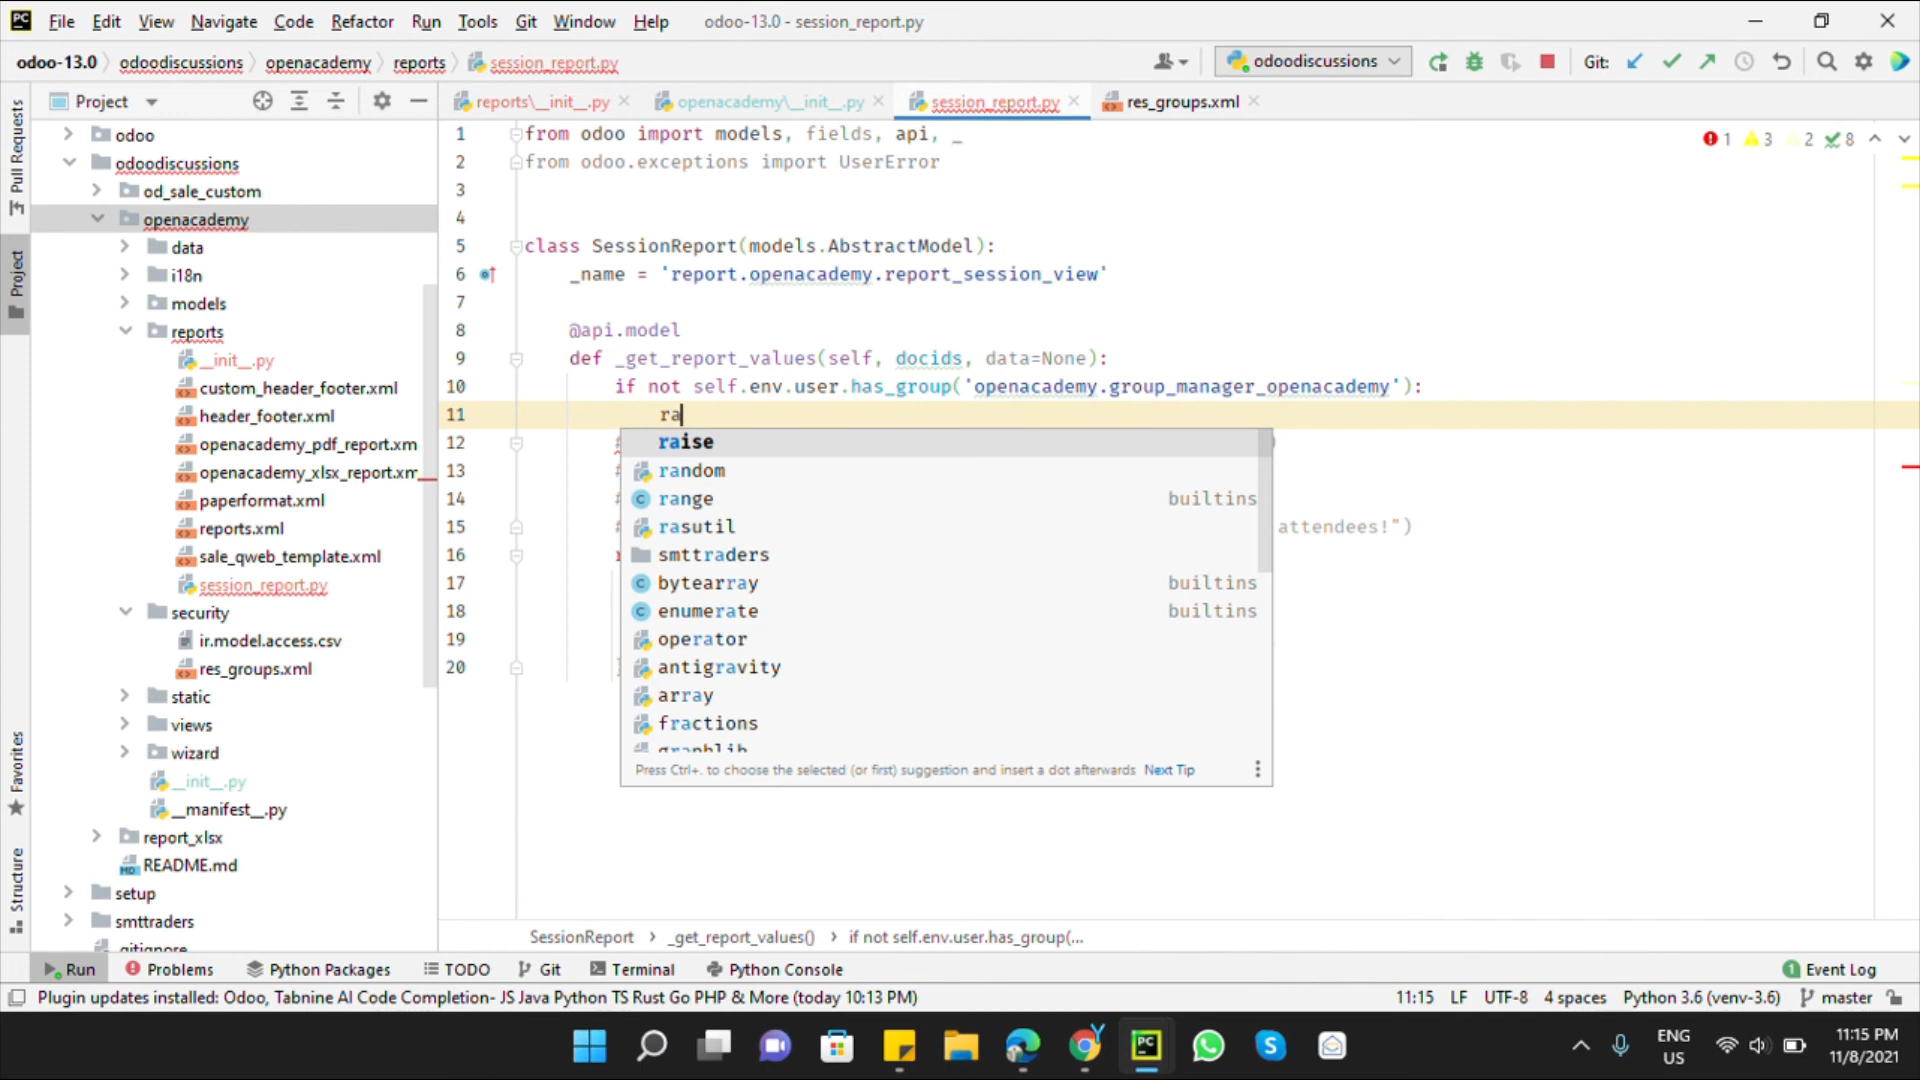 PC File Edit View Navigate Code Refactor Run Tools Git Window Help odoo-13.0 - session_report.py
odoo-13.0 odoodiscussions openacademy reports session_report.py odoodiscussions Git:
Project reports\__init__.py openacademy\__init__.py session_report.py res_groups.xml
Pull Requests
Project
Favorites
Structure
odoo
odoodiscussions
od_sale_custom
openacademy
data
i18n
models
reports
__init__.py
custom_header_footer.xml
header_footer.xml
openacademy_pdf_report.xm
openacademy_xlsx_report.xm
paperformat.xml
reports.xml
sale_qweb_template.xml
session_report.py
security
ir.model.access.csv
res_groups.xml
static
views
wizard
__init__.py
__manifest__.py
report_xlsx
README.md
setup
smttraders
.gitignore
1 from odoo import models, fields, api, _
1 3 2 8
2 from odoo.exceptions import UserError
3
4
5 class SessionReport(models.AbstractModel):
6 _name = 'report.openacademy.report_session_view'
7
8 @api.model
9 def _get_report_values(self, docids, data=None):
10 if not self.env.user.has_group('openacademy.group_manager_openacademy'):
11 ra
12
13
14
15 attendees!")
16
17
18
19
20
raise
random
range builtins
rasutil
smttraders
bytearray builtins
enumerate builtins
operator
antigravity
array
fractions
graphlib
Press Ctrl+. to choose the selected (or first) suggestion and insert a dot afterwards Next Tip
SessionReport _get_report_values() if not self.env.user.has_group(...
Run Problems Python Packages TODO Git Terminal Python Console 1 Event Log
Plugin updates installed: Odoo, Tabnine AI Code Completion- JS Java Python TS Rust Go PHP & More (today 10:13 PM) 11:15 LF UTF-8 4 spaces Python 3.6 (venv-3.6) master
ENG
US
11:15 PM
11/8/2021